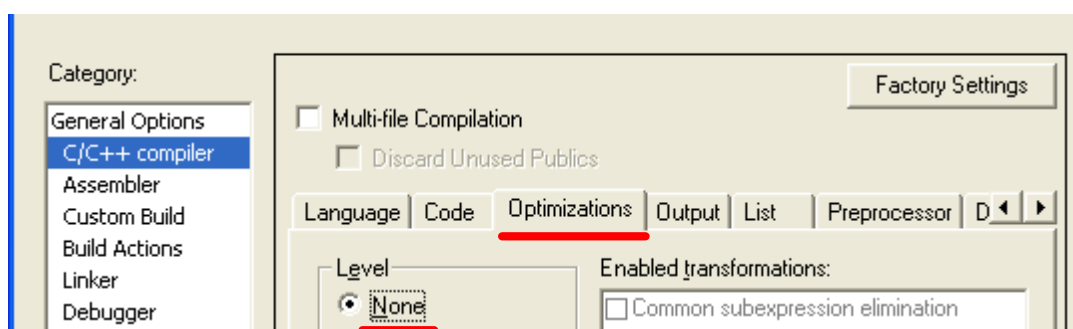 Category:
General Options
C/C++ compiler
Assembler
Custom Build
Build Actions
Linker
Debugger
Factory Settings
Multi-file Compilation
Discard Unused Publics
Language Code Optimizations Output List Preprocessor D
Level
None
Enabled transformations:
Common subexpression elimination